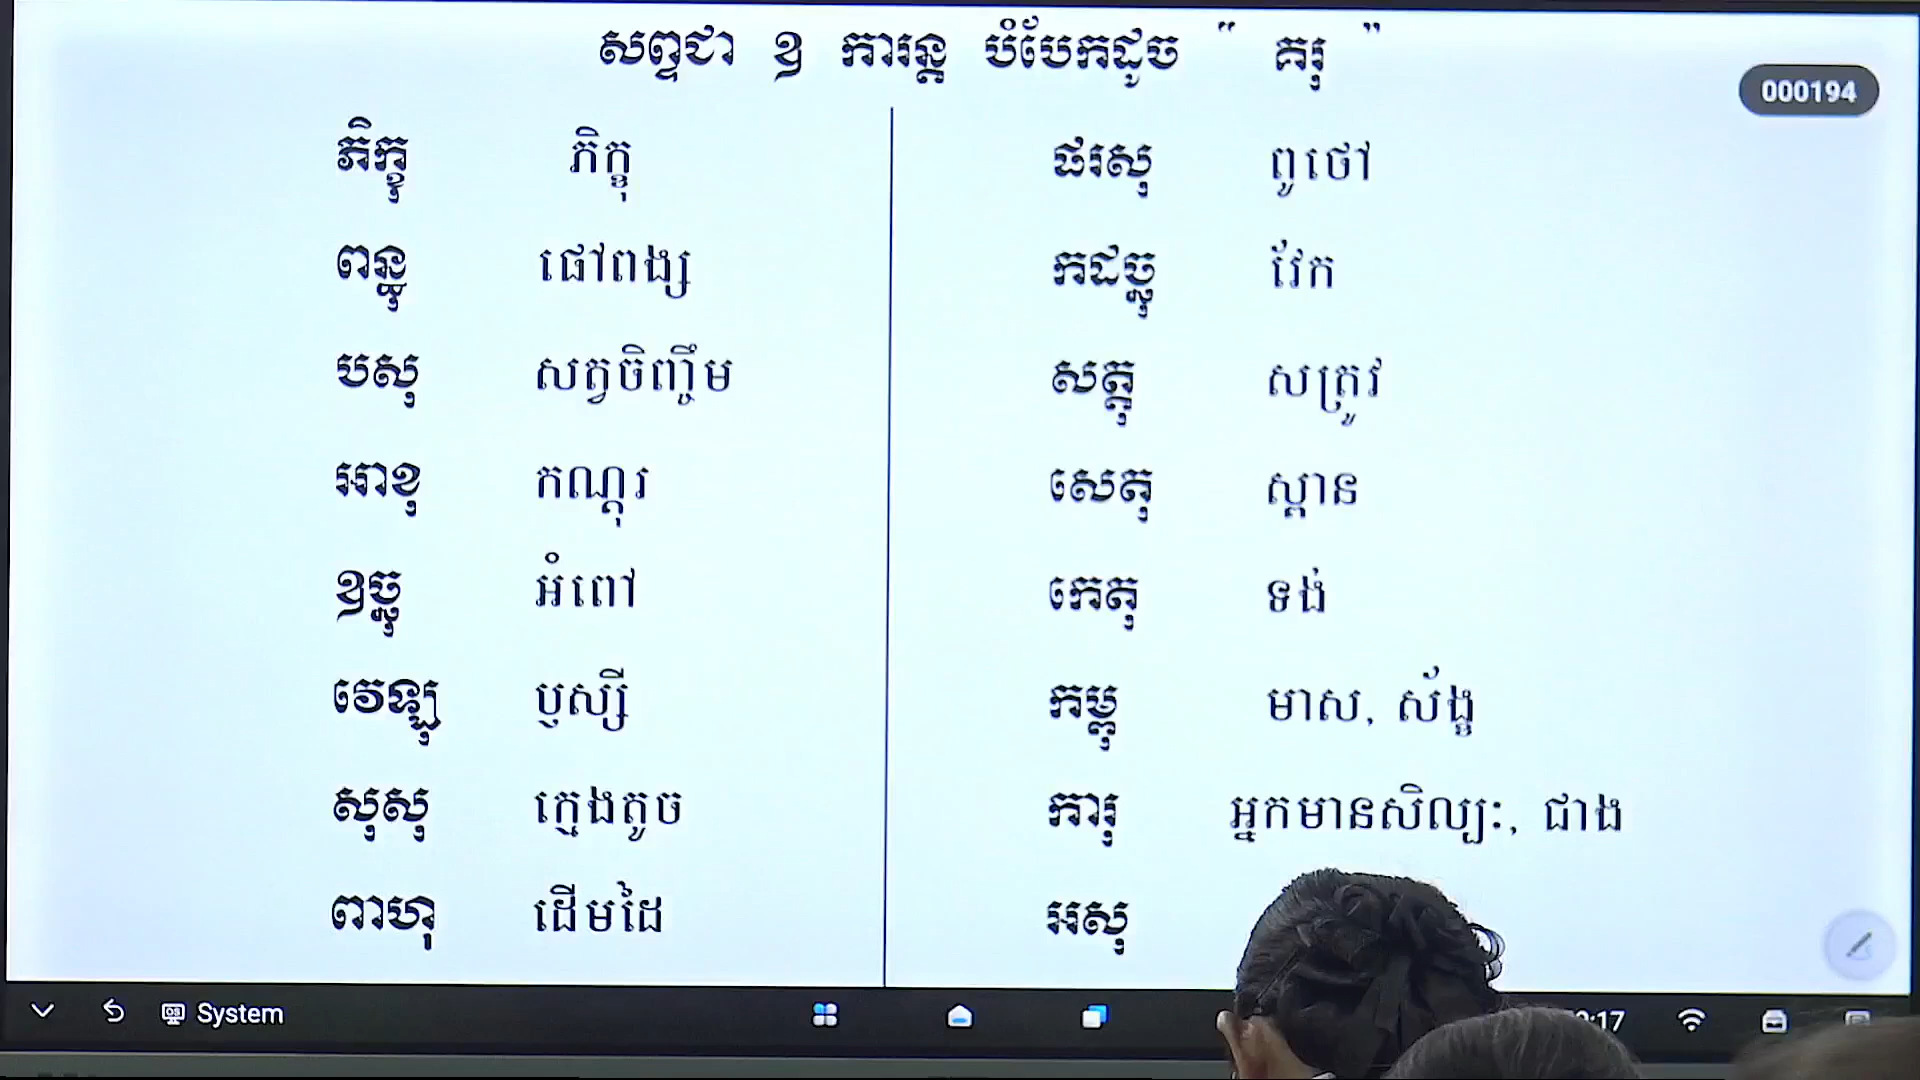 សព្ទជា ឧ ការន្ត បំបែកដូច “ គរុ ”
000194
ភិក្ខុ ភិក្ខុ
ពន្ធុ ផៅពង្ស
បសុ សត្វចិញ្ចឹម
អាខុ កណ្ដុរ
ឧច្ឆុ អំពៅ
វេឡុ ឫស្សី
សុសុ ក្មេងតូច
ពាហុ ដើមដៃ
ផរសុ ពូថៅ
កដច្ឆុ វែក
សត្តុ សត្រូវ
សេតុ ស្ពាន
កេតុ ទង់
កម្ពុ មាស, ស័ង្ខ
ការុ អ្នកមានសិល្បៈ, ជាង
អសុ
System
:17